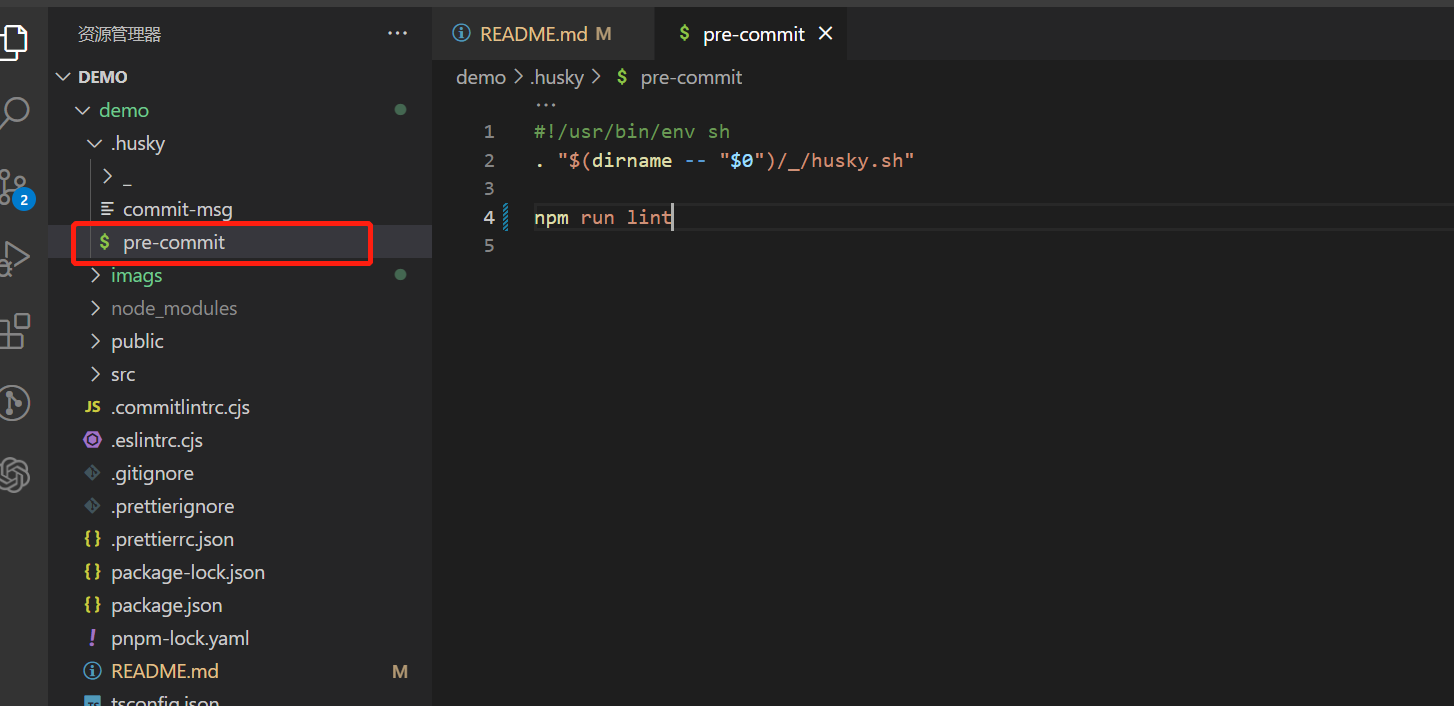 资源管理器
···
DEMO
demo
.husky
_
commit-msg
$ pre-commit
imags
node_modules
public
src
JS .commitlintrc.cjs
.eslintrc.cjs
.gitignore
.prettierignore
{} .prettierrc.json
{} package-lock.json
{} package.json
! pnpm-lock.yaml
README.md M
TS tsconfig.json
2
README.md M
$ pre-commit
demo > .husky > $ pre-commit
···
1 #!/usr/bin/env sh
2 . "$(dirname -- "$0")/_/husky.sh"
3
4 npm run lint
5